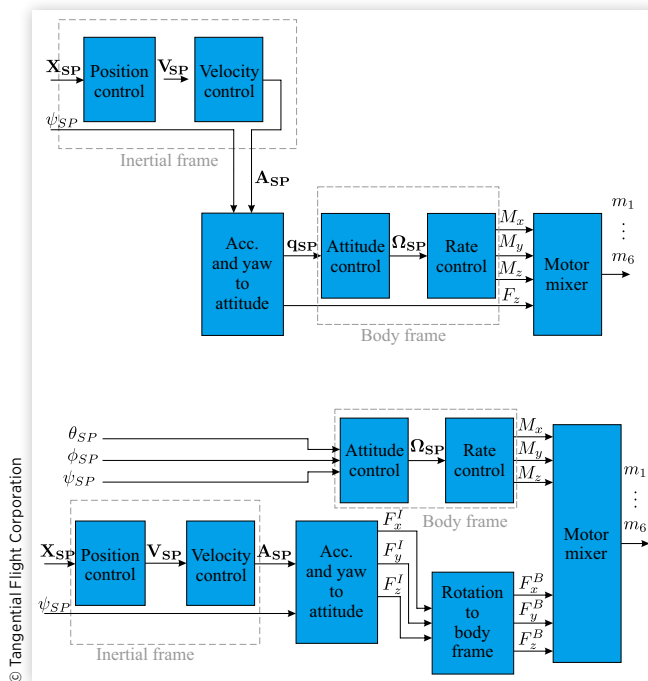 X_SP
Position
control
V_SP
Velocity
control
ψ_SP
Inertial frame
A_SP
Acc.
and yaw
to
attitude
q_SP
Attitude
control
Ω_SP
Rate
control
M_x
M_y
M_z
F_z
Body frame
Motor
mixer
m_1
⋮
m_6
θ_SP
ϕ_SP
ψ_SP
Attitude
control
Ω_SP
Rate
control
M_x
M_y
M_z
Body frame
X_SP
Position
control
V_SP
Velocity
control
A_SP
ψ_SP
Inertial frame
Acc.
and yaw
to
attitude
F_x^I
F_y^I
F_z^I
Rotation
to
body
frame
F_x^B
F_y^B
F_z^B
Motor
mixer
m_1
⋮
m_6
© Tangential Flight Corporation